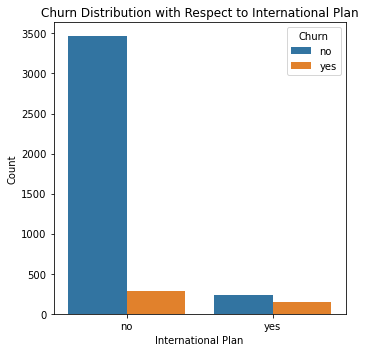 Churn Distribution with Respect to International Plan
Churn
no
yes
3500
3000
2500
2000
1500
1000
500
0
Count
no yes
International Plan